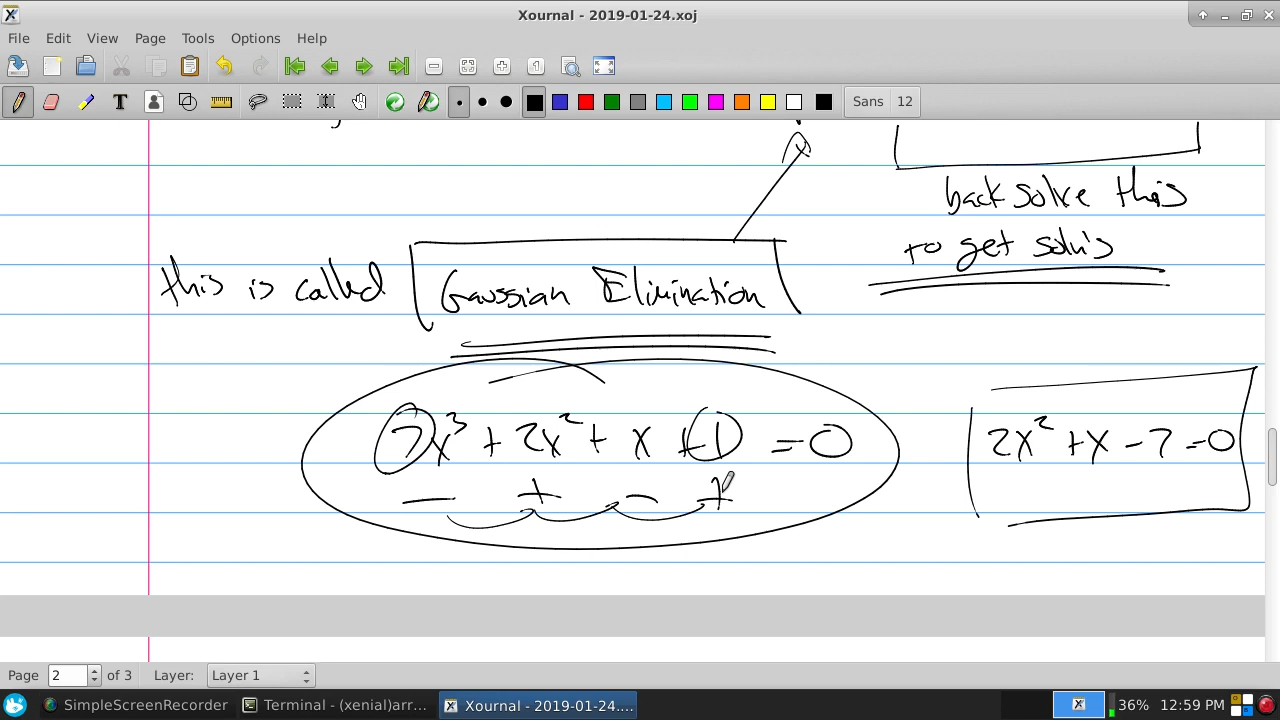 Xournal - 2019-01-24.xoj
File Edit View Page Tools Options Help
Sans 12
back solve this
to get soln's
this is called Gaussian Elimination
7x³ + 2x² + x + 1 = 0
2x² + x - 7 = 0
- + - +
Page 2 of 3 Layer: Layer 1
SimpleScreenRecorder Terminal - (xenial)arr... Xournal - 2019-01-24.... 36% 12:59 PM